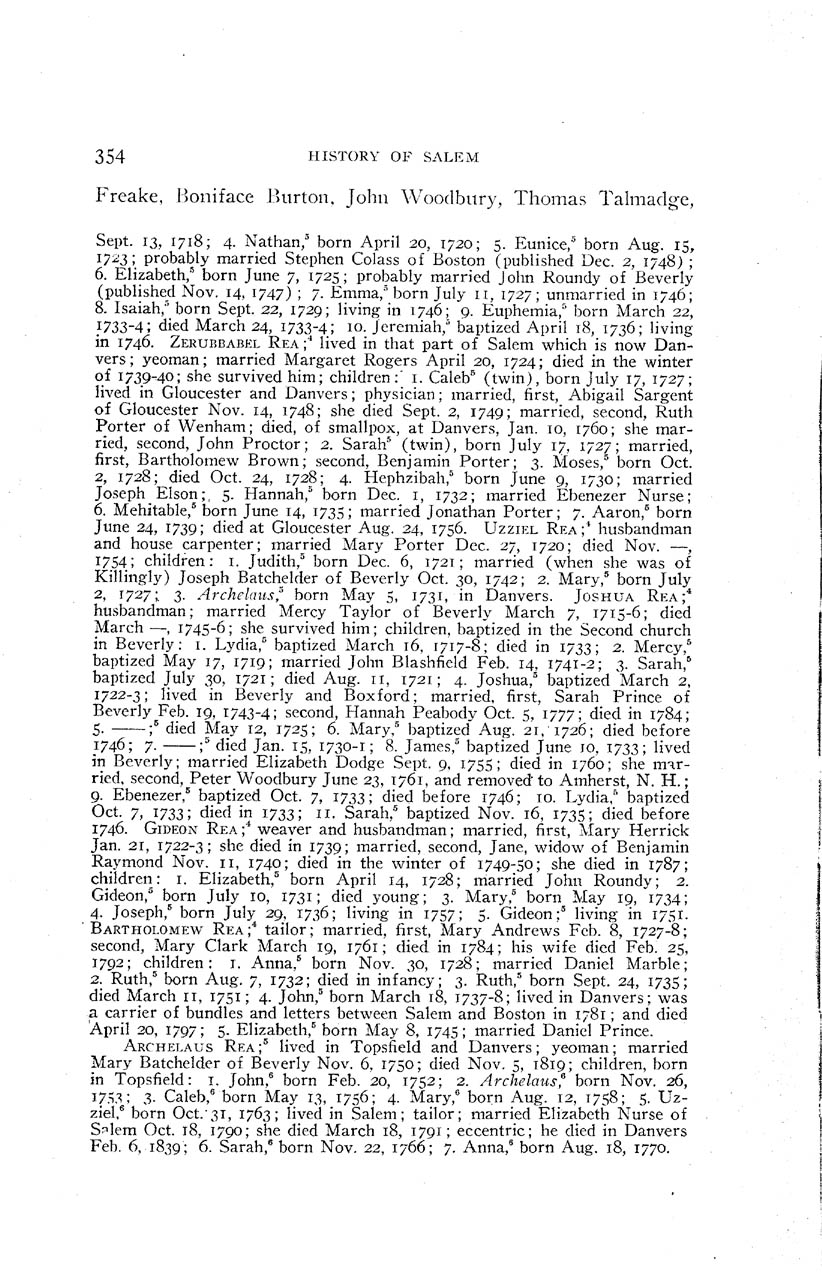 354 HISTORY OF SALEM
Freake, Boniface Burton, John Woodbury, Thomas Talmadge,
Sept. 13, 1718; 4. Nathan,⁵ born April 20, 1720; 5. Eunice,⁵ born Aug. 15,
1723; probably married Stephen Colass of Boston (published Dec. 2, 1748);
6. Elizabeth,⁵ born June 7, 1725; probably married John Roundy of Beverly
(published Nov. 14, 1747); 7. Emma,⁵ born July 11, 1727; unmarried in 1746;
8. Isaiah,⁵ born Sept. 22, 1729; living in 1746; 9. Euphemia,⁵ born March 22,
1733-4; died March 24, 1733-4; 10. Jeremiah,⁵ baptized April 18, 1736; living
in 1746. ZERUBBABEL REA;⁴ lived in that part of Salem which is now Dan-
vers; yeoman; married Margaret Rogers April 20, 1724; died in the winter
of 1739-40; she survived him; children: 1. Caleb⁵ (twin), born July 17, 1727;
lived in Gloucester and Danvers; physician; married, first, Abigail Sargent
of Gloucester Nov. 14, 1748; she died Sept. 2, 1749; married, second, Ruth
Porter of Wenham; died, of smallpox, at Danvers, Jan. 10, 1760; she mar-
ried, second, John Proctor; 2. Sarah⁵ (twin), born July 17, 1727; married,
first, Bartholomew Brown; second, Benjamin Porter; 3. Moses,⁵ born Oct.
2, 1728; died Oct. 24, 1728; 4. Hephzibah,⁵ born June 9, 1730; married
Joseph Elson; 5. Hannah,⁵ born Dec. 1, 1732; married Ebenezer Nurse;
6. Mehitable,⁵ born June 14, 1735; married Jonathan Porter; 7. Aaron,⁵ born
June 24, 1739; died at Gloucester Aug. 24, 1756. UZZIEL REA;⁴ husbandman
and house carpenter; married Mary Porter Dec. 27, 1720; died Nov. —,
1754; children: 1. Judith,⁵ born Dec. 6, 1721; married (when she was of
Killingly) Joseph Batchelder of Beverly Oct. 30, 1742; 2. Mary,⁵ born July
2, 1727; 3. Archelaus,⁵ born May 5, 1731, in Danvers. JOSHUA REA;⁴
husbandman; married Mercy Taylor of Beverly March 7, 1715-6; died
March —, 1745-6; she survived him; children, baptized in the Second church
in Beverly: 1. Lydia,⁵ baptized March 16, 1717-8; died in 1733; 2. Mercy,⁵
baptized May 17, 1719; married John Blashfield Feb. 14, 1741-2; 3. Sarah,⁵
baptized July 30, 1721; died Aug. 11, 1721; 4. Joshua,⁵ baptized March 2,
1722-3; lived in Beverly and Boxford; married, first, Sarah Prince of
Beverly Feb. 19, 1743-4; second, Hannah Peabody Oct. 5, 1777; died in 1784;
5. ——;⁵ died May 12, 1725; 6. Mary,⁵ baptized Aug. 21, 1726; died before
1746; 7. ——;⁵ died Jan. 15, 1730-1; 8. James,⁵ baptized June 10, 1733; lived
in Beverly; married Elizabeth Dodge Sept. 9, 1755; died in 1760; she mar-
ried, second, Peter Woodbury June 23, 1761, and removed to Amherst, N. H.;
9. Ebenezer,⁵ baptized Oct. 7, 1733; died before 1746; 10. Lydia,⁵ baptized
Oct. 7, 1733; died in 1733; 11. Sarah,⁵ baptized Nov. 16, 1735; died before
1746. GIDEON REA;⁴ weaver and husbandman; married, first, Mary Herrick
Jan. 21, 1722-3; she died in 1739; married, second, Jane, widow of Benjamin
Raymond Nov. 11, 1740; died in the winter of 1749-50; she died in 1787;
children: 1. Elizabeth,⁵ born April 14, 1728; married John Roundy; 2.
Gideon,⁵ born July 10, 1731; died young; 3. Mary,⁵ born May 19, 1734;
4. Joseph,⁵ born July 29, 1736; living in 1757; 5. Gideon;⁵ living in 1751.
BARTHOLOMEW REA;⁴ tailor; married, first, Mary Andrews Feb. 8, 1727-8;
second, Mary Clark March 19, 1761; died in 1784; his wife died Feb. 25,
1792; children: 1. Anna,⁵ born Nov. 30, 1728; married Daniel Marble;
2. Ruth,⁵ born Aug. 7, 1732; died in infancy; 3. Ruth,⁵ born Sept. 24, 1735;
died March 11, 1751; 4. John,⁵ born March 18, 1737-8; lived in Danvers; was
a carrier of bundles and letters between Salem and Boston in 1781; and died
April 20, 1797; 5. Elizabeth,⁵ born May 8, 1745; married Daniel Prince.
ARCHELAUS REA;⁵ lived in Topsfield and Danvers; yeoman; married
Mary Batchelder of Beverly Nov. 6, 1750; died Nov. 5, 1819; children, born
in Topsfield: 1. John,⁶ born Feb. 20, 1752; 2. Archelaus,⁶ born Nov. 26,
1753; 3. Caleb,⁶ born May 13, 1756; 4. Mary,⁶ born Aug. 12, 1758; 5. Uz-
ziel,⁶ born Oct. 31, 1763; lived in Salem; tailor; married Elizabeth Nurse of
Salem Oct. 18, 1790; she died March 18, 1791; eccentric; he died in Danvers
Feb. 6, 1839; 6. Sarah,⁶ born Nov. 22, 1766; 7. Anna,⁶ born Aug. 18, 1770.